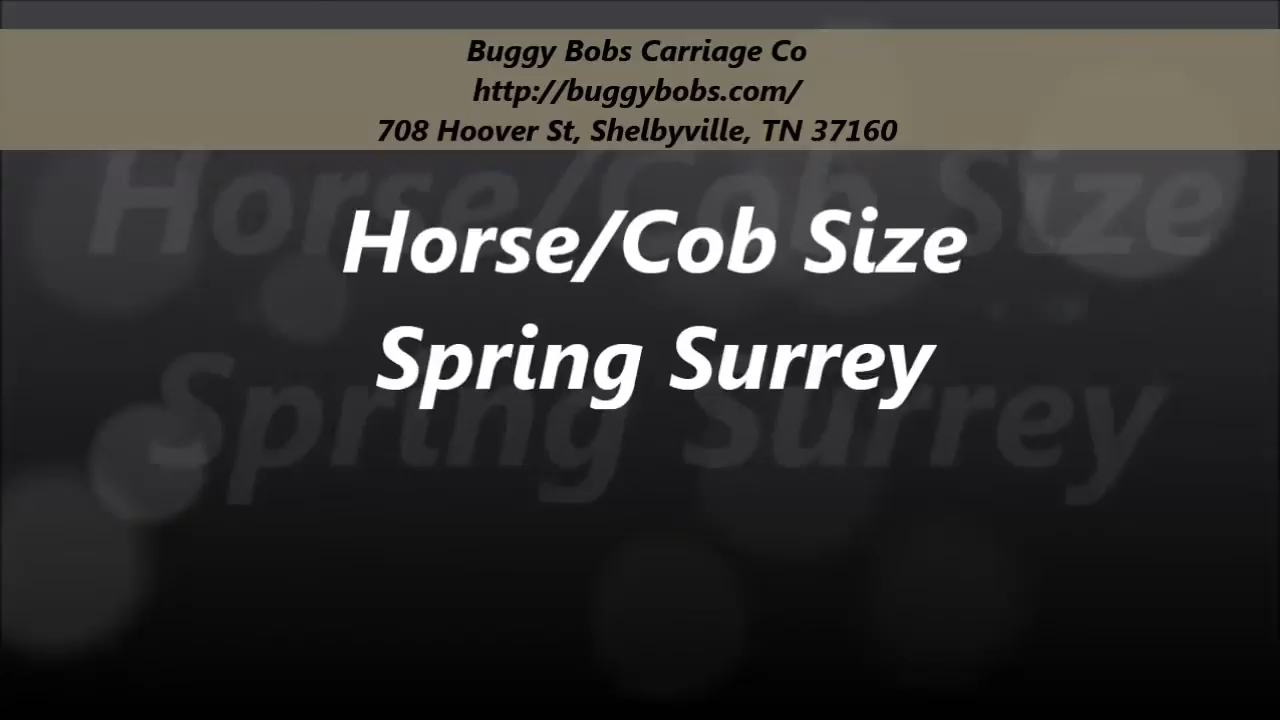 Buggy Bobs Carriage Co
http://buggybobs.com/
708 Hoover St, Shelbyville, TN 37160
Horse/Cob Size
Spring Surrey